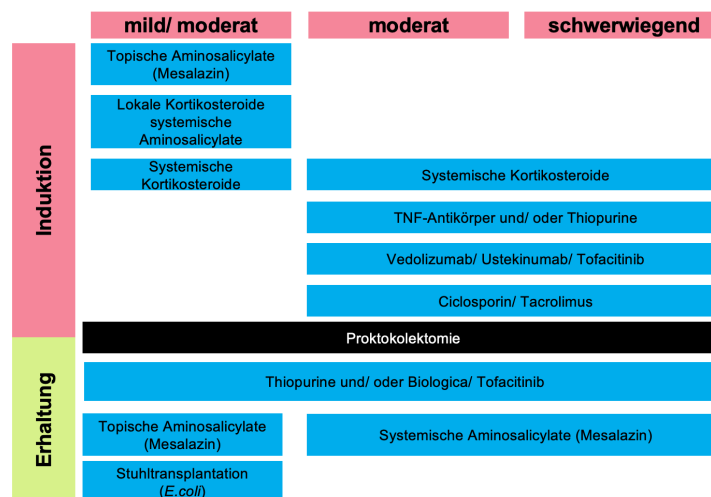 mild/ moderat
moderat
schwerwiegend
Induktion
Topische Aminosalicylate
(Mesalazin)
Lokale Kortikosteroide
systemische
Aminosalicylate
Systemische
Kortikosteroide
Systemische Kortikosteroide
TNF-Antikörper und/ oder Thiopurine
Vedolizumab/ Ustekinumab/ Tofacitinib
Ciclosporin/ Tacrolimus
Proktokolektomie
Erhaltung
Thiopurine und/ oder Biologica/ Tofacitinib
Topische Aminosalicylate
(Mesalazin)
Systemische Aminosalicylate (Mesalazin)
Stuhltransplantation
(E.coli)